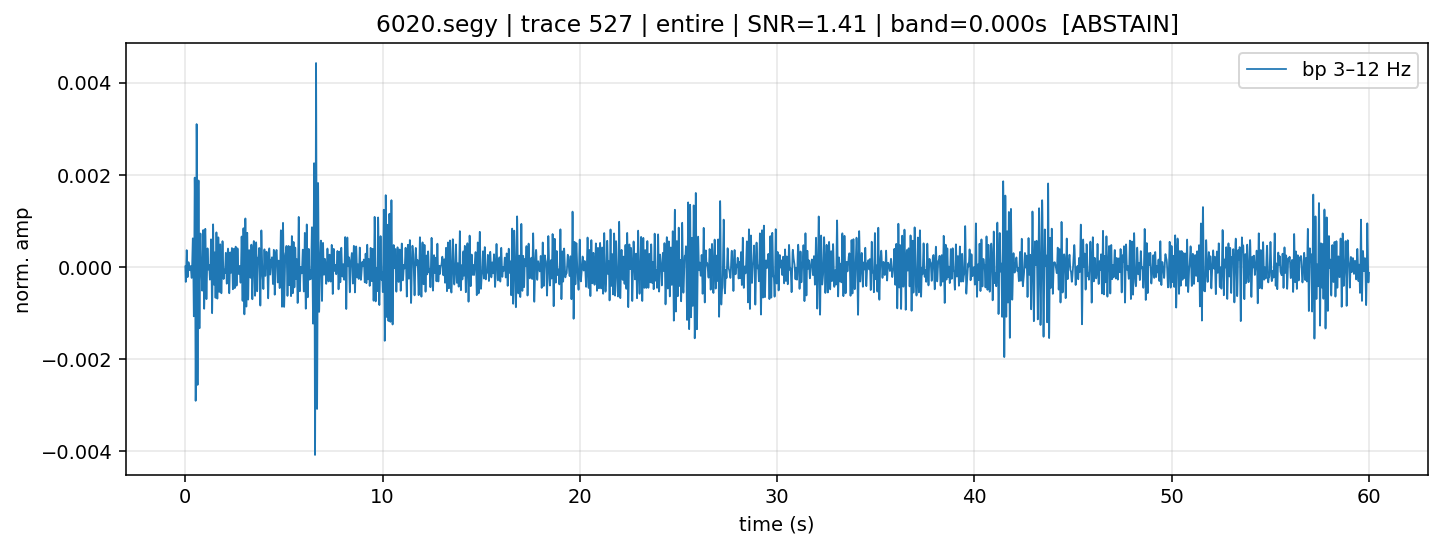 6020.segy | trace 527 | entire | SNR=1.41 | band=0.000s [ABSTAIN]
bp 3–12 Hz
norm. amp
0.004
0.002
0.000
−0.002
−0.004
0 10 20 30 40 50 60
time (s)